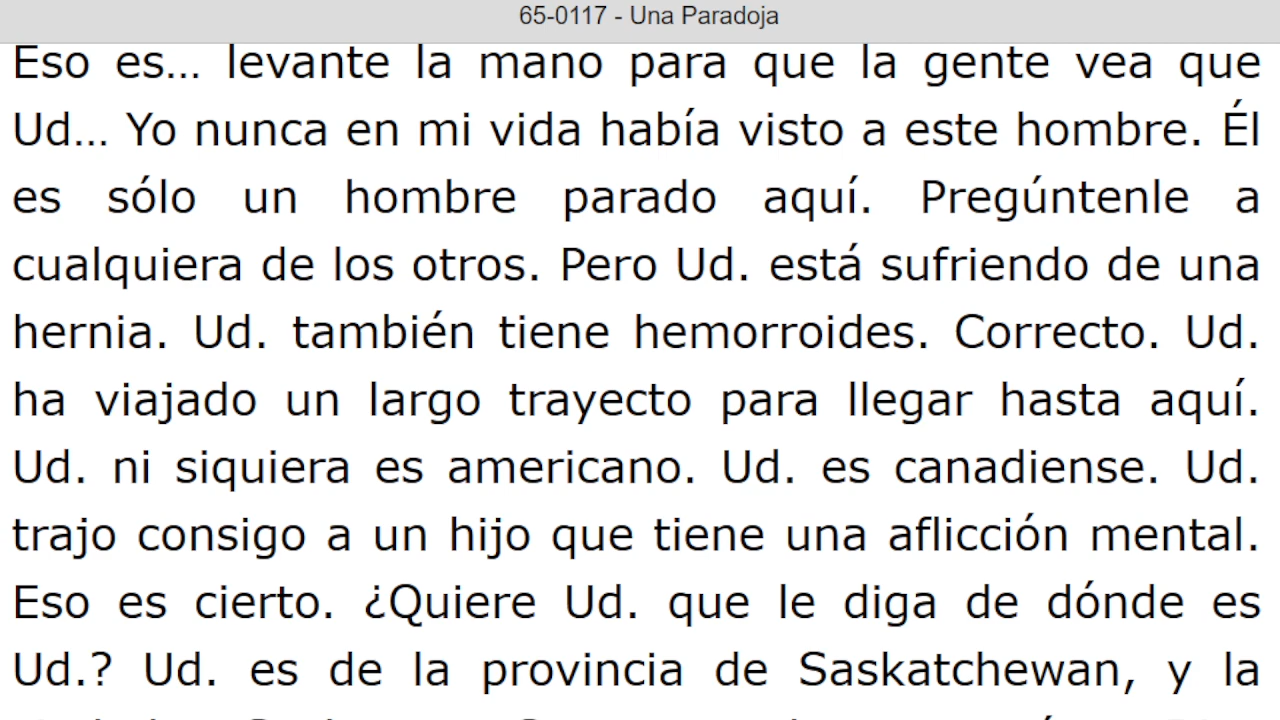 65-0117 - Una Paradoja
Eso es... levante la mano para que la gente vea que
Ud... Yo nunca en mi vida había visto a este hombre. Él
es sólo un hombre parado aquí. Pregúntenle a
cualquiera de los otros. Pero Ud. está sufriendo de una
hernia. Ud. también tiene hemorroides. Correcto. Ud.
ha viajado un largo trayecto para llegar hasta aquí.
Ud. ni siquiera es americano. Ud. es canadiense. Ud.
trajo consigo a un hijo que tiene una aflicción mental.
Eso es cierto. ¿Quiere Ud. que le diga de dónde es
Ud.? Ud. es de la provincia de Saskatchewan, y la